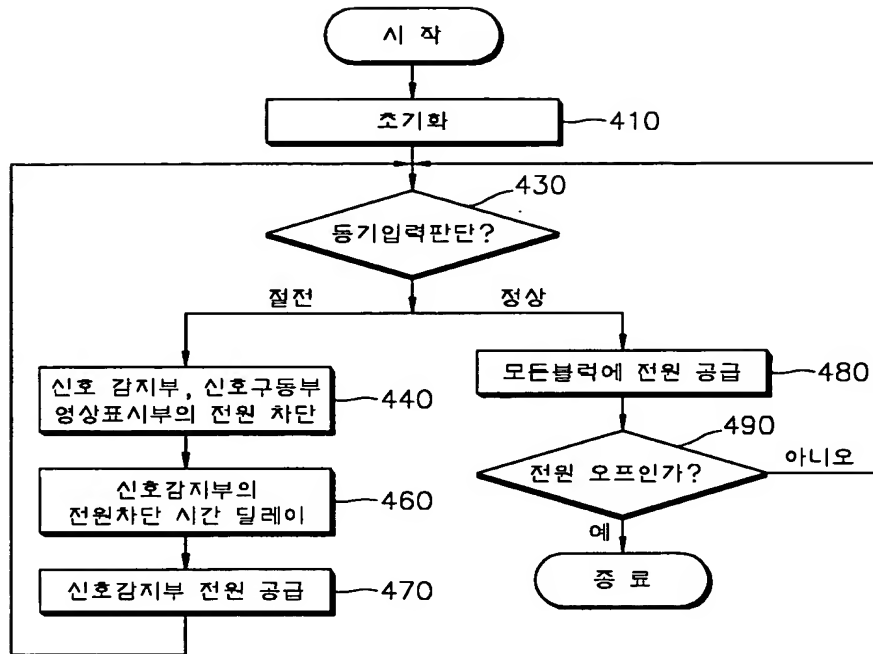 시 작
초기화
410
430
동기입력판단?
절전
정상
신호 감지부, 신호구동부
영상표시부의 전원 차단
440
모든블럭에 전원 공급
480
490
전원 오프인가?
아니오
신호감지부의
전원차단 시간 딜레이
460
예
신호감지부 전원 공급
470
종 료